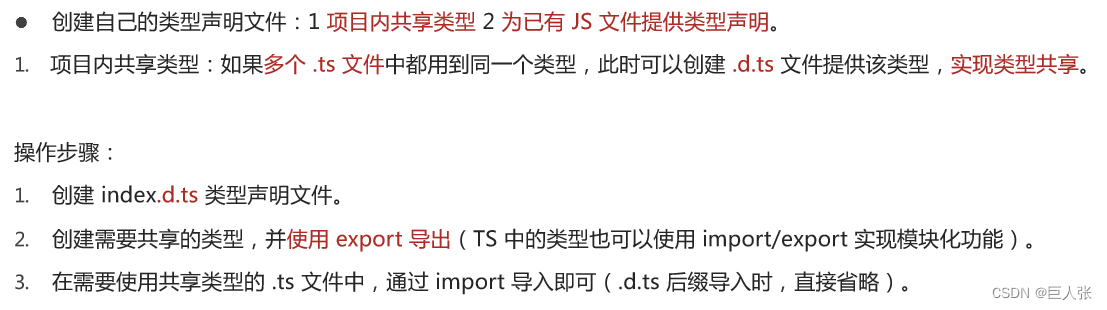 ● 创建自己的类型声明文件：1 项目内共享类型 2 为已有 JS 文件提供类型声明。
1. 项目内共享类型：如果多个 .ts 文件中都用到同一个类型，此时可以创建 .d.ts 文件提供该类型，实现类型共享。
操作步骤：
1. 创建 index.d.ts 类型声明文件。
2. 创建需要共享的类型，并使用 export 导出（TS 中的类型也可以使用 import/export 实现模块化功能）。
3. 在需要使用共享类型的 .ts 文件中，通过 import 导入即可（.d.ts 后缀导入时，直接省略）。
CSDN @巨人张